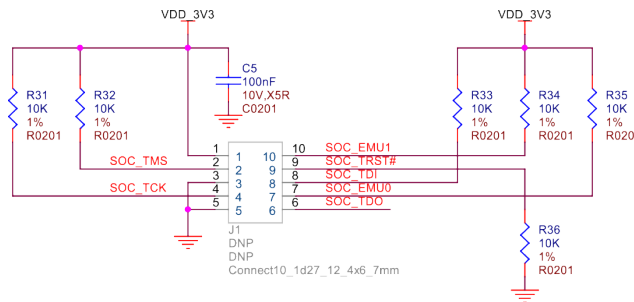 VDD_3V3
VDD_3V3
R31
10K
1%
R0201
R32
10K
1%
R0201
C5
100nF
10V,X5R
C0201
R33
10K
1%
R0201
R34
10K
1%
R0201
R35
10K
1%
R020
1 1 10 10 SOC_EMU1
SOC_TMS 2 2 9 9 SOC_TRST#
3 3 8 8 SOC_TDI
SOC_TCK 4 4 7 7 SOC_EMU0
5 5 6 6 SOC_TDO
J1
DNP
DNP
Connect10_1d27_12_4x6_7mm
R36
10K
1%
R0201